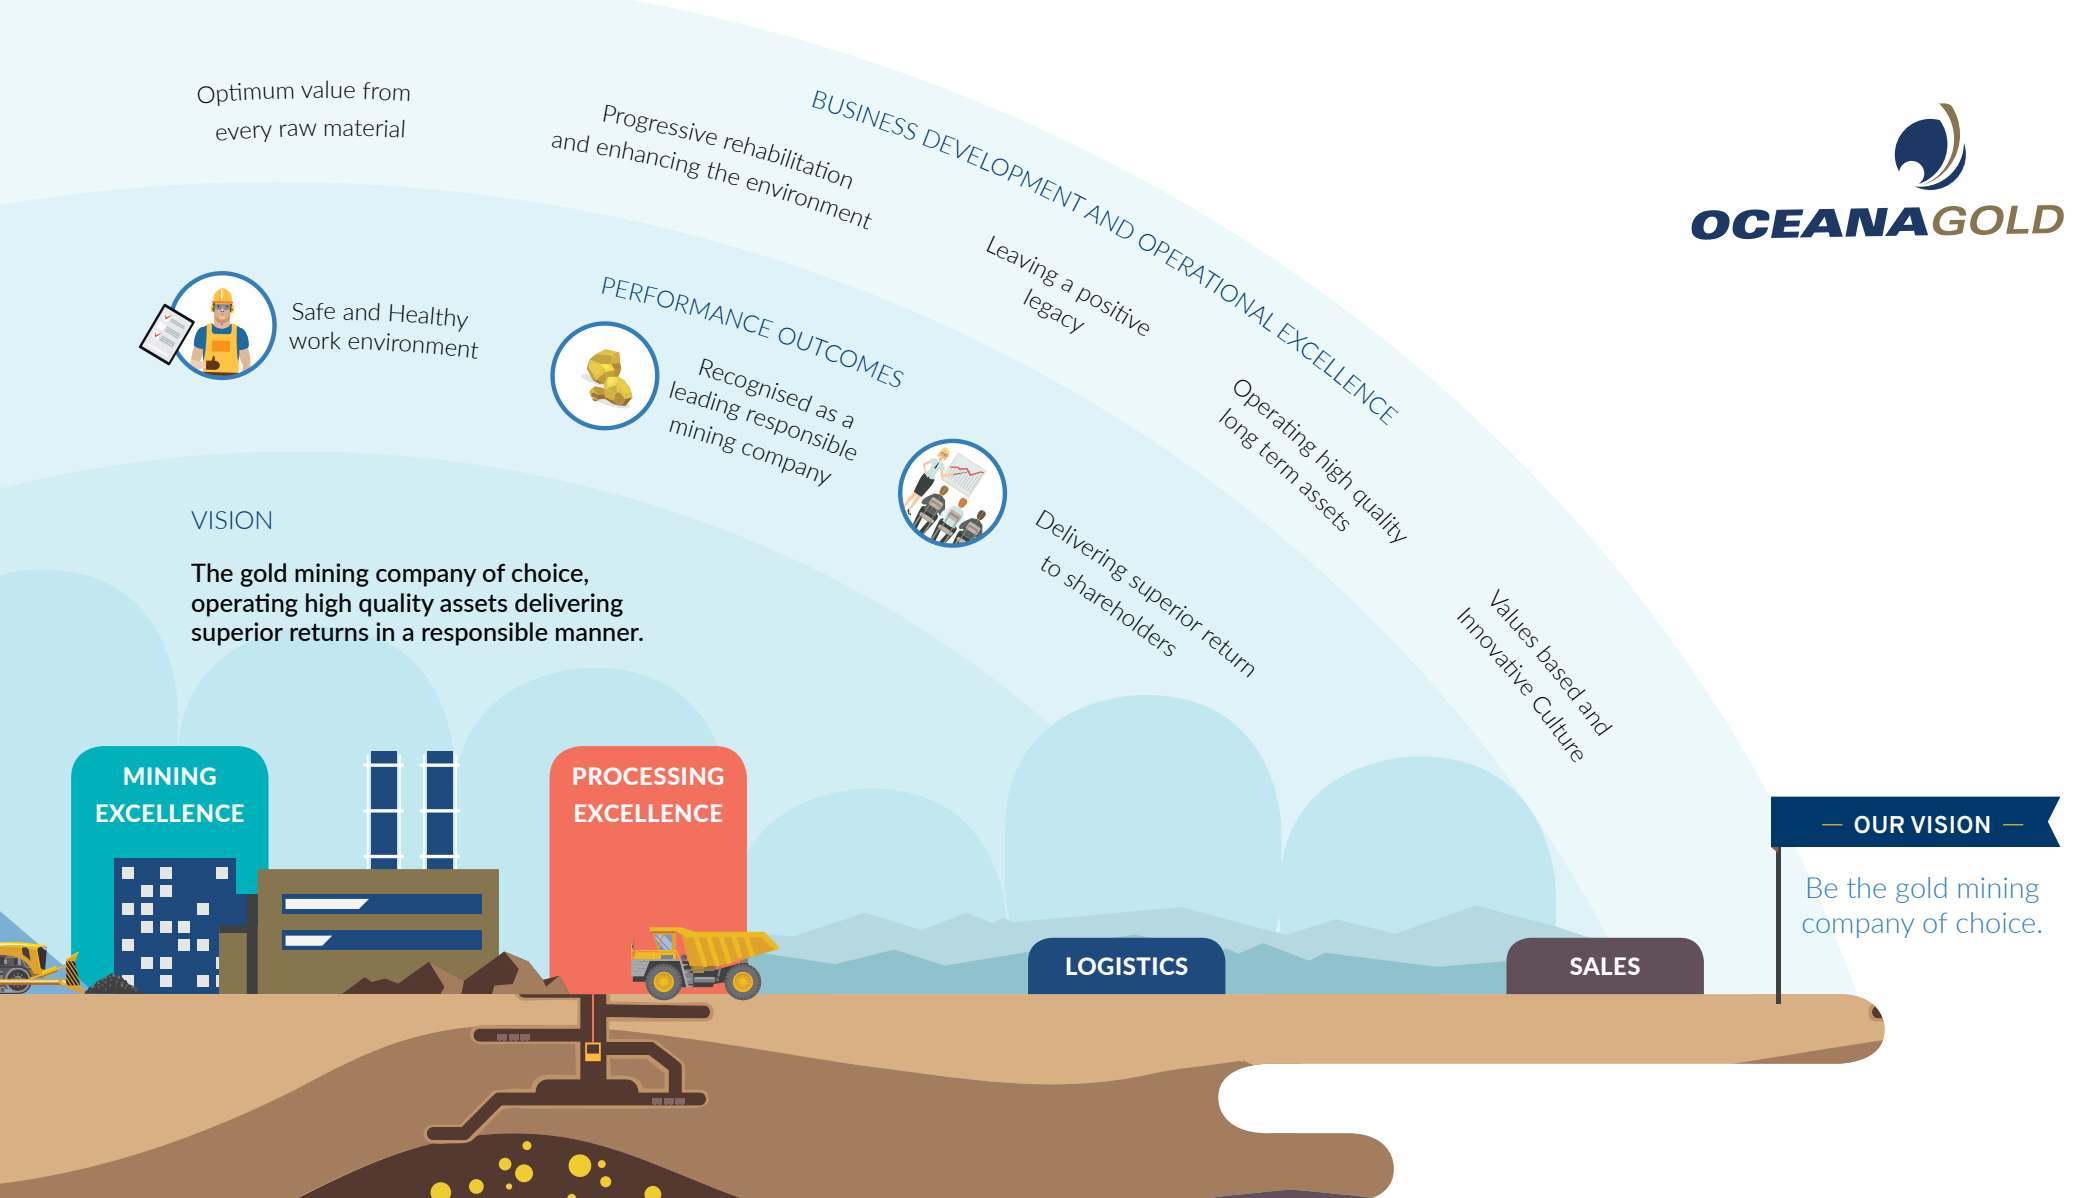 Optimum value from
every raw material
Progressive rehabilitation
and enhancing the environment
BUSINESS DEVELOPMENT AND OPERATIONAL EXCELLENCE
Leaving a positive
legacy
Operating high quality
long term assets
Values based and
Innovative Culture
OCEANAGOLD
Safe and Healthy
work environment
PERFORMANCE OUTCOMES
Recognised as a
leading responsible
mining company
Delivering superior return
to shareholders
VISION
The gold mining company of choice,
operating high quality assets delivering
superior returns in a responsible manner.
MINING
EXCELLENCE
PROCESSING
EXCELLENCE
LOGISTICS
SALES
OUR VISION
Be the gold mining
company of choice.